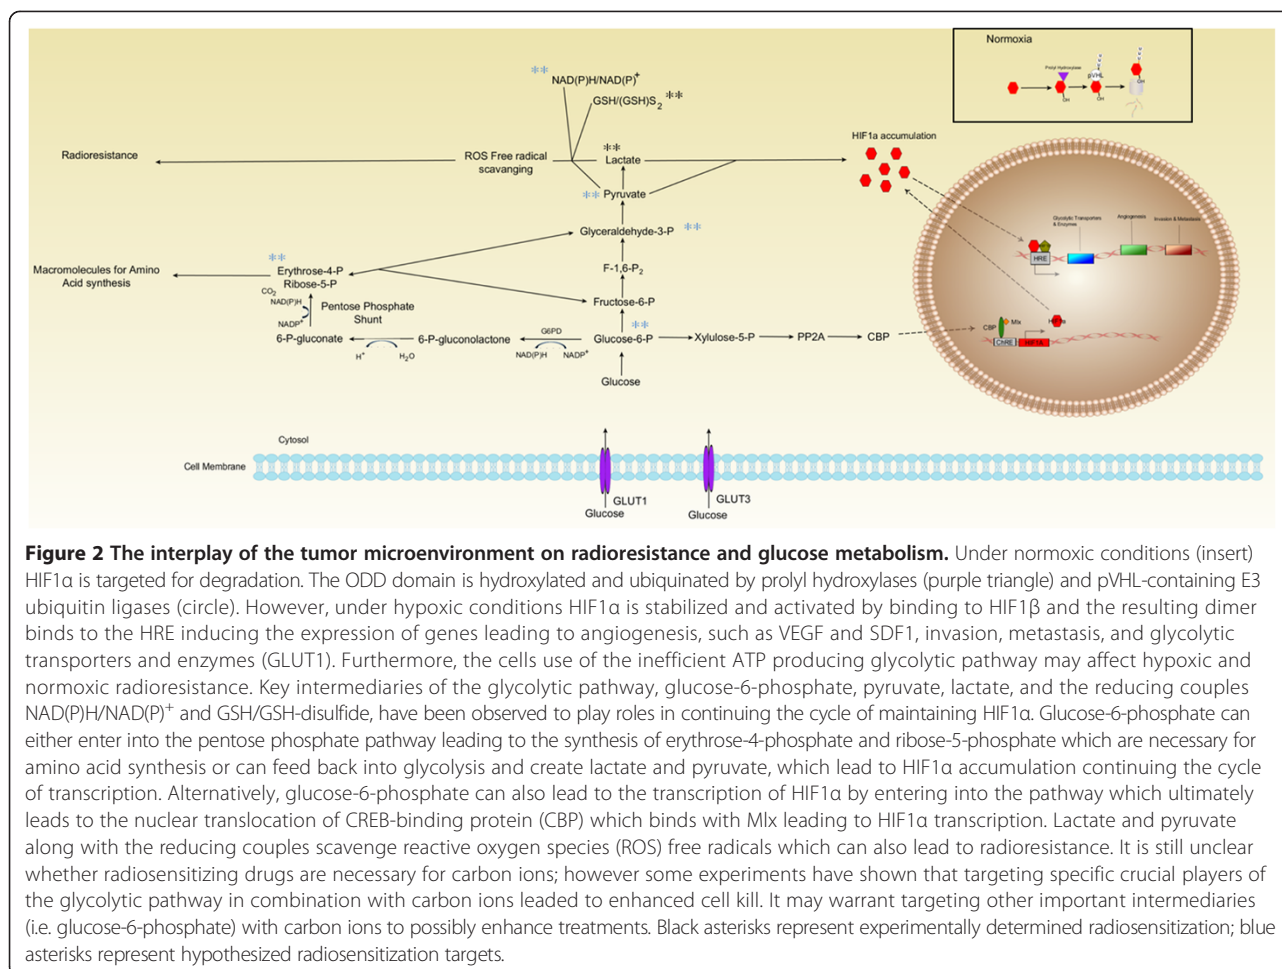 Normoxia
Prolyl Hydroxylase
pVHL
OH
OH
OH
** NAD(P)H/NAD(P)+
GSH/(GSH)S2 **
HIF1a accumulation
**
Radioresistance
ROS Free radical
scavanging
Lactate
** Pyruvate
Glycolytic Transporters
& Enzymes
Angiogenesis
Invasion & Metastasis
Glyceraldehyde-3-P **
HRE
**
Macromolecules for Amino
Acid synthesis
Erythrose-4-P
Ribose-5-P
F-1,6-P2
CO2
NAD(P)H
NADP+
Pentose Phosphate
Shunt
Fructose-6-P
**
6-P-gluconate
6-P-gluconolactone
G6PD
Glucose-6-P
Xylulose-5-P
PP2A
CBP
CBP
Mlx
ChRE
HIF1A
H+
H2O
NAD(P)H
NADP+
Glucose
Cytosol
Cell Membrane
GLUT1
GLUT3
Glucose
Glucose
Figure 2 The interplay of the tumor microenvironment on radioresistance and glucose metabolism. Under normoxic conditions (insert)
HIF1α is targeted for degradation. The ODD domain is hydroxylated and ubiquinated by prolyl hydroxylases (purple triangle) and pVHL-containing E3
ubiquitin ligases (circle). However, under hypoxic conditions HIF1α is stabilized and activated by binding to HIF1β and the resulting dimer
binds to the HRE inducing the expression of genes leading to angiogenesis, such as VEGF and SDF1, invasion, metastasis, and glycolytic
transporters and enzymes (GLUT1). Furthermore, the cells use of the inefficient ATP producing glycolytic pathway may affect hypoxic and
normoxic radioresistance. Key intermediaries of the glycolytic pathway, glucose-6-phosphate, pyruvate, lactate, and the reducing couples
NAD(P)H/NAD(P)+ and GSH/GSH-disulfide, have been observed to play roles in continuing the cycle of maintaining HIF1α. Glucose-6-phosphate can
either enter into the pentose phosphate pathway leading to the synthesis of erythrose-4-phosphate and ribose-5-phosphate which are necessary for
amino acid synthesis or can feed back into glycolysis and create lactate and pyruvate, which lead to HIF1α accumulation continuing the cycle
of transcription. Alternatively, glucose-6-phosphate can also lead to the transcription of HIF1α by entering into the pathway which ultimately
leads to the nuclear translocation of CREB-binding protein (CBP) which binds with Mlx leading to HIF1α transcription. Lactate and pyruvate
along with the reducing couples scavenge reactive oxygen species (ROS) free radicals which can also lead to radioresistance. It is still unclear
whether radiosensitizing drugs are necessary for carbon ions; however some experiments have shown that targeting specific crucial players of
the glycolytic pathway in combination with carbon ions leaded to enhanced cell kill. It may warrant targeting other important intermediaries
(i.e. glucose-6-phosphate) with carbon ions to possibly enhance treatments. Black asterisks represent experimentally determined radiosensitization; blue
asterisks represent hypothesized radiosensitization targets.